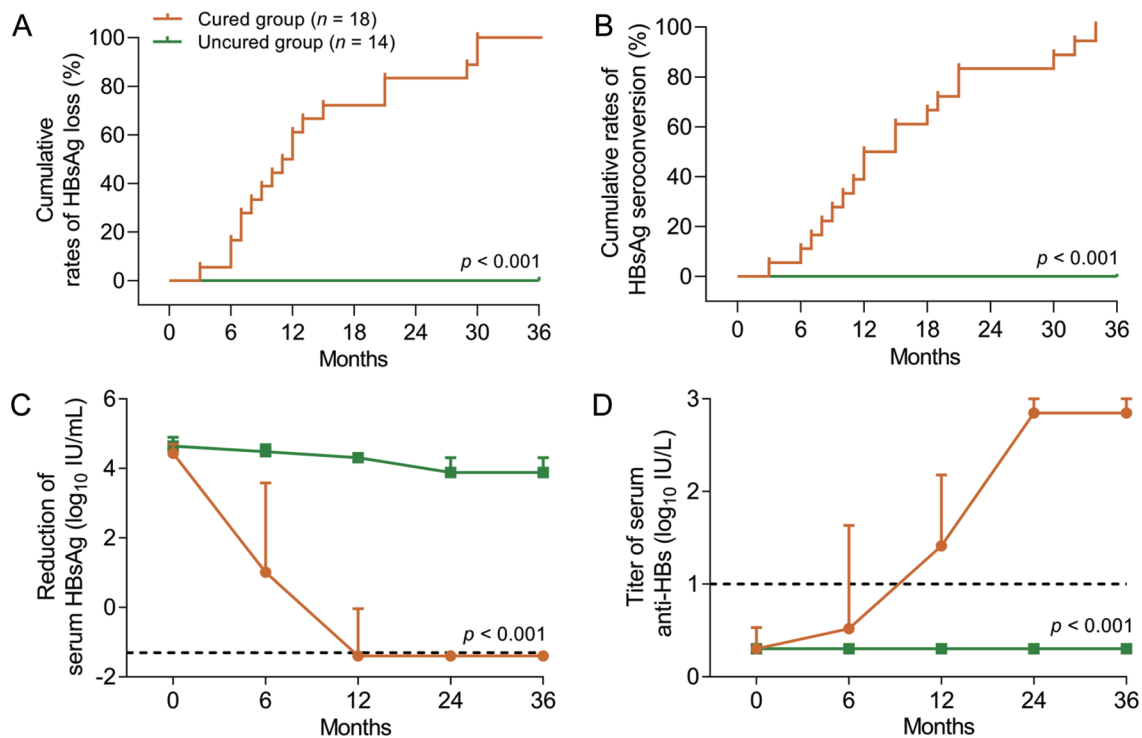 A
Cured group (n = 18)
Uncured group (n = 14)
Cumulative
rates of HBsAg loss (%)
100
80
60
40
20
0
p < 0.001
0 6 12 18 24 30 36
Months
B
Cumulative rates of
HBsAg seroconversion (%)
100
80
60
40
20
0
p < 0.001
0 6 12 18 24 30 36
Months
C
Reduction of
serum HBsAg (log10 IU/mL)
6
4
2
0
-2
p < 0.001
0 6 12 24 36
Months
D
Titer of serum
anti-HBs (log10 IU/L)
3
2
1
0
p < 0.001
0 6 12 24 36
Months